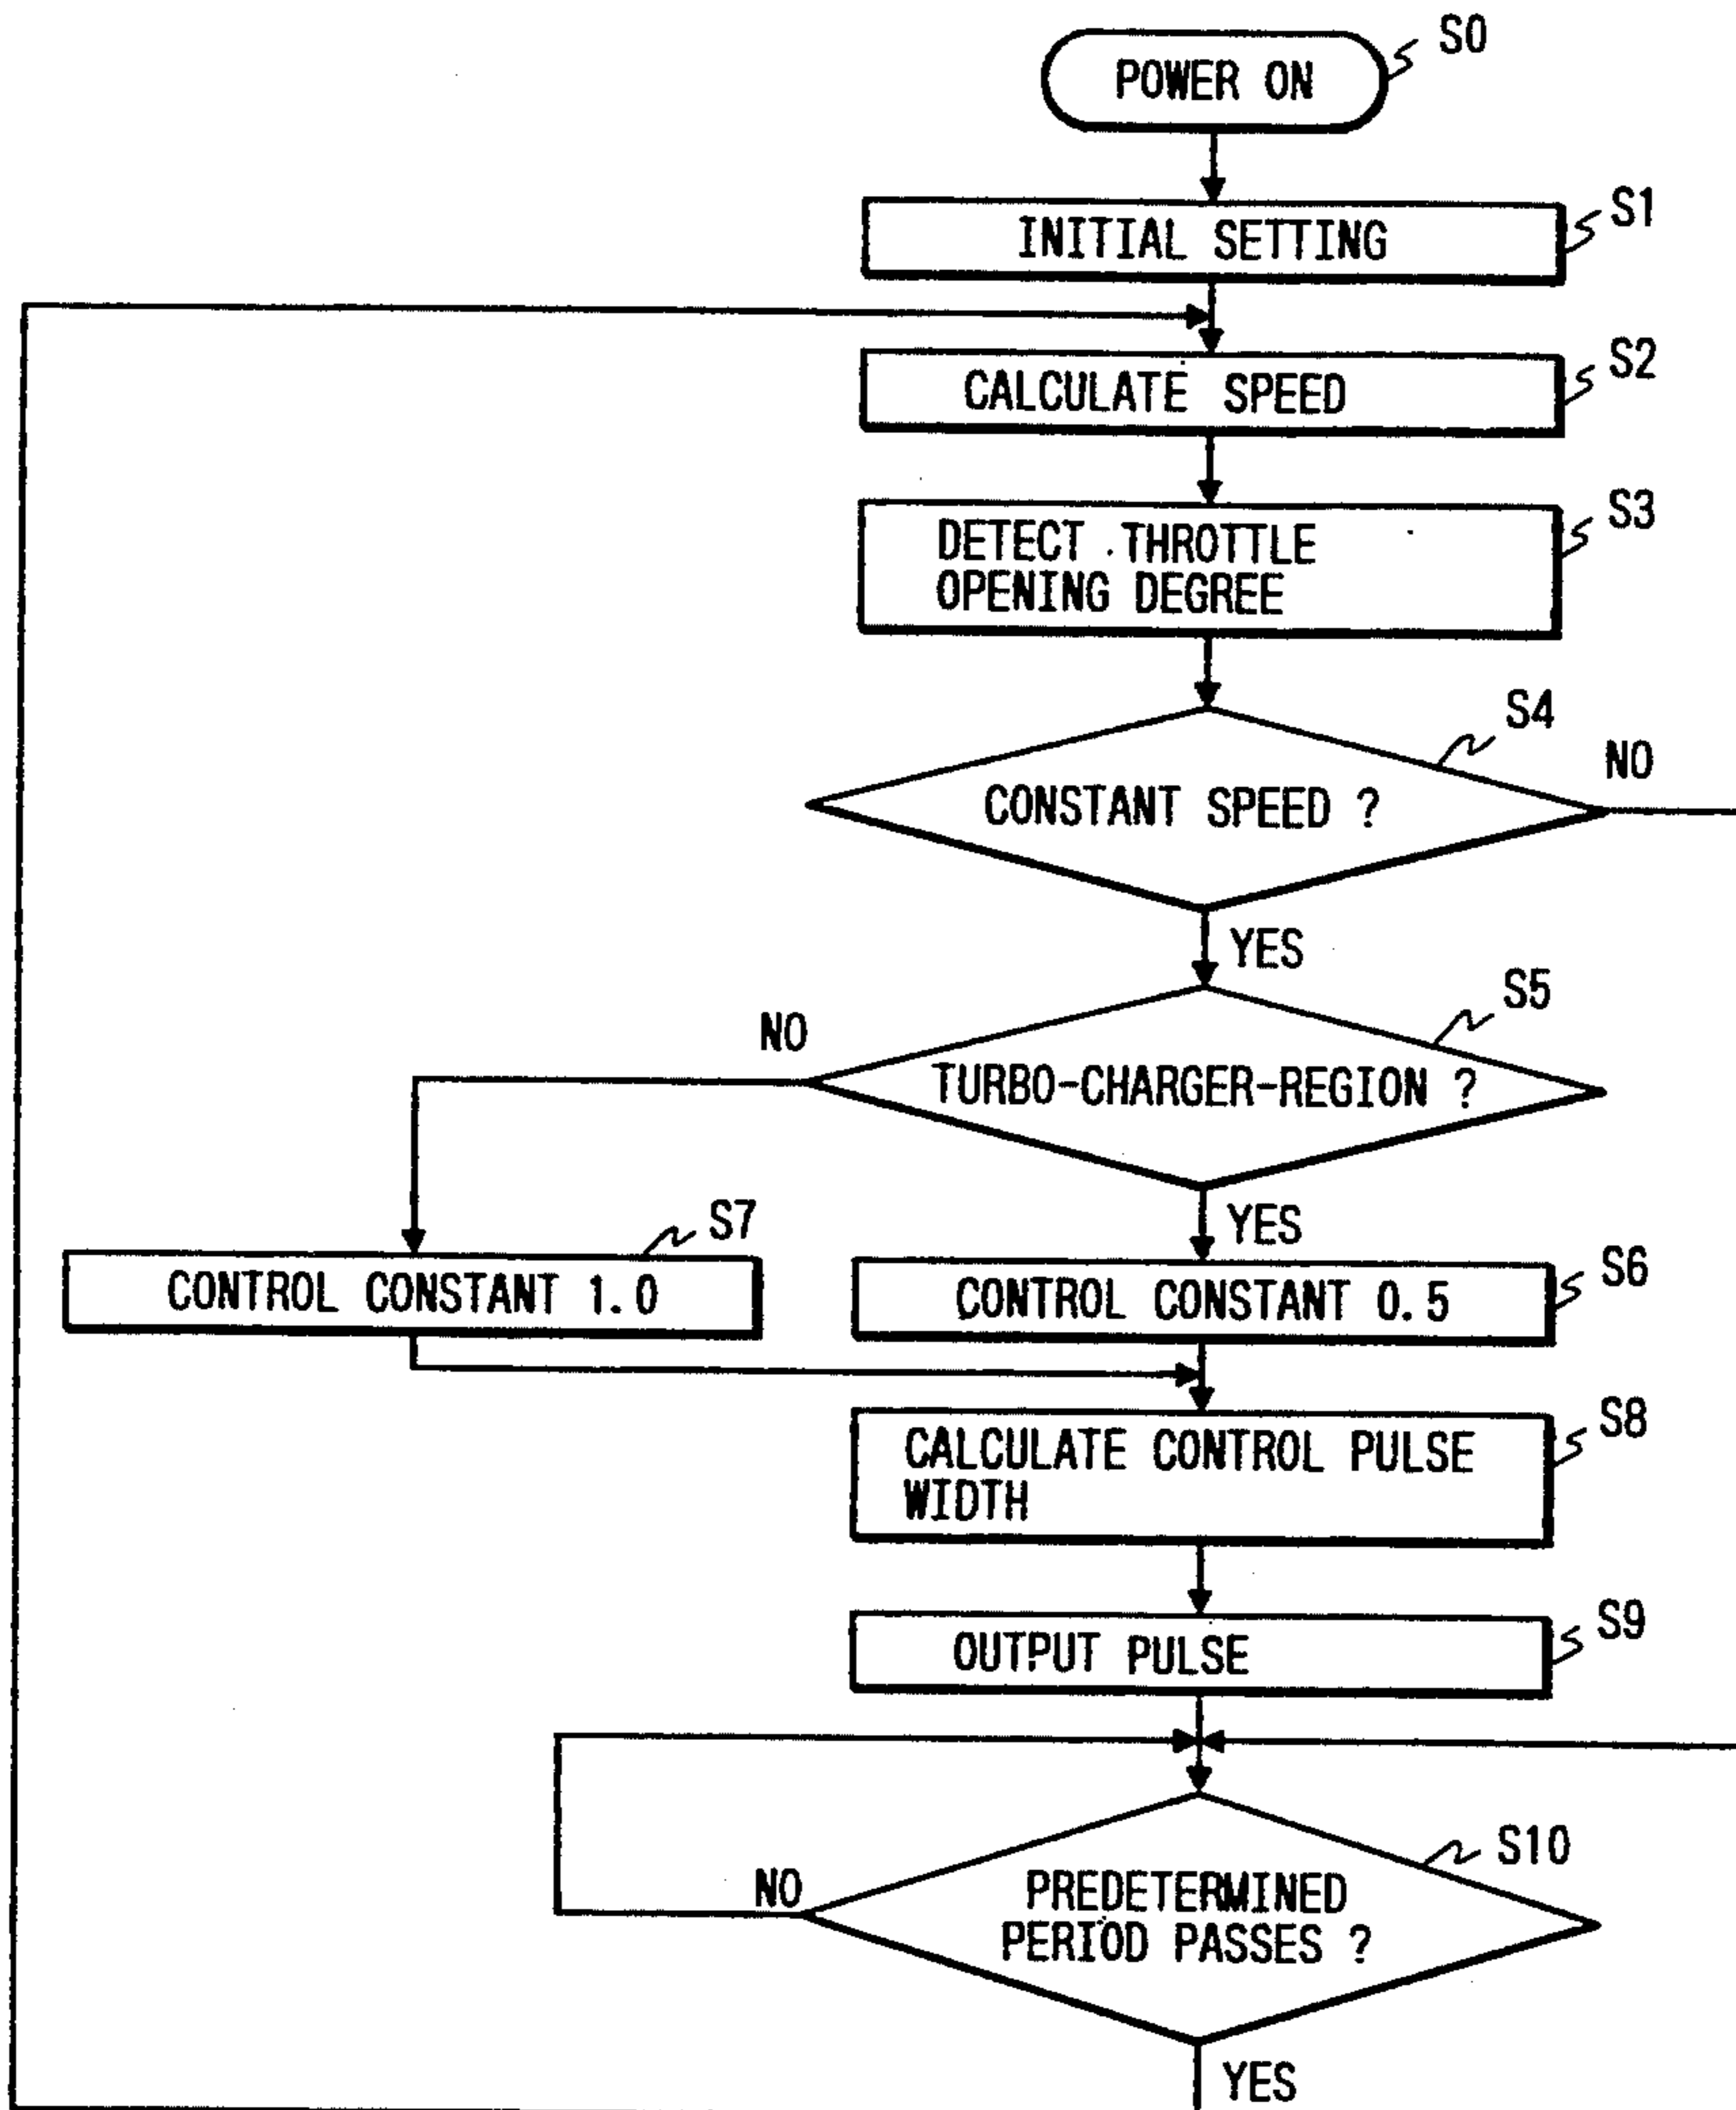 POWER ON
S0
INITIAL SETTING
S1
CALCULATE SPEED
S2
DETECT THROTTLE
OPENING DEGREE
S3
CONSTANT SPEED ?
S4
NO
YES
TURBO-CHARGER-REGION ?
S5
NO
YES
CONTROL CONSTANT 1.0
S7
CONTROL CONSTANT 0.5
S6
CALCULATE CONTROL PULSE
WIDTH
S8
OUTPUT PULSE
S9
PREDETERMINED
PERIOD PASSES ?
S10
NO
YES